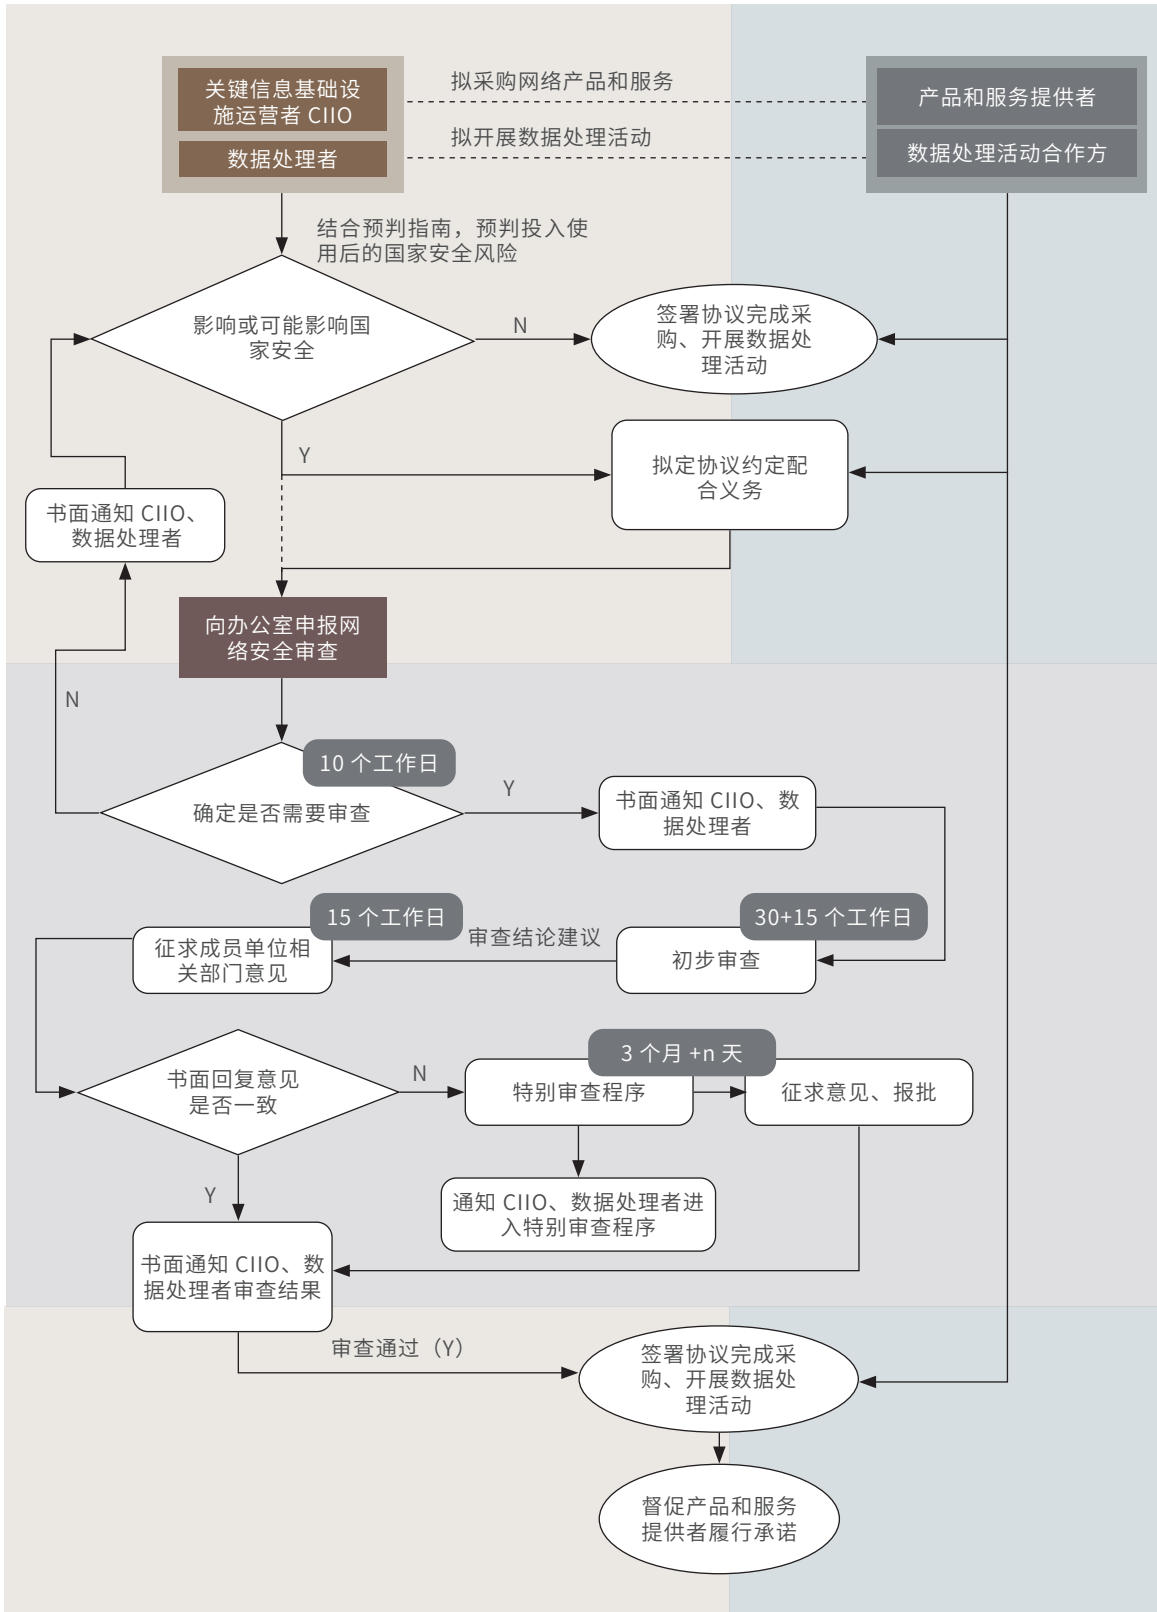 关键信息基础设
施运营者 CIIO
数据处理者
拟采购网络产品和服务
拟开展数据处理活动
产品和服务提供者
数据处理活动合作方
结合预判指南，预判投入使
用后的国家安全风险
影响或可能影响国
家安全
N
签署协议完成采
购、开展数据处
理活动
Y
拟定协议约定配
合义务
书面通知 CIIO、
数据处理者
向办公室申报网
络安全审查
N
10 个工作日
确定是否需要审查
Y
书面通知 CIIO、数
据处理者
15 个工作日
征求成员单位相
关部门意见
审查结论建议
30+15 个工作日
初步审查
书面回复意见
是否一致
N
3 个月 +n 天
特别审查程序
征求意见、报批
Y
通知 CIIO、数据处理者进
入特别审查程序
书面通知 CIIO、数
据处理者审查结果
审查通过（Y）
签署协议完成采
购、开展数据处
理活动
督促产品和服务
提供者履行承诺